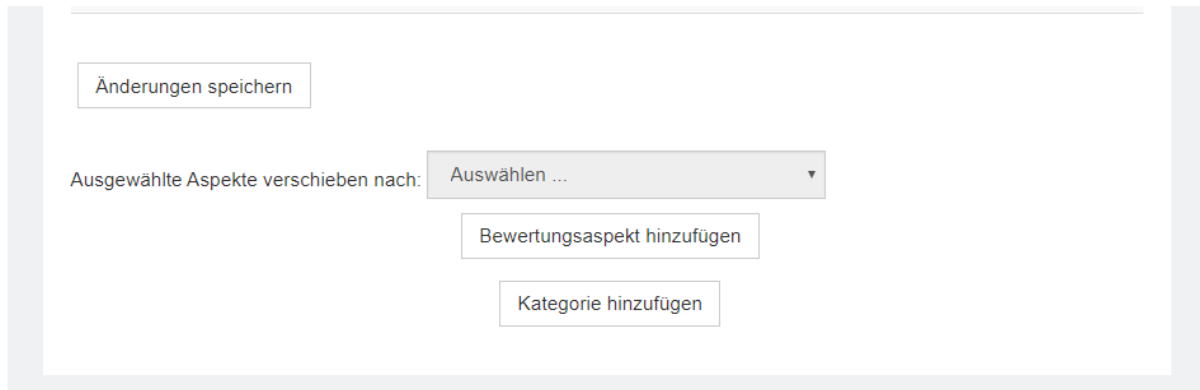 Änderungen speichern
Ausgewählte Aspekte verschieben nach: Auswählen ...
Bewertungsaspekt hinzufügen
Kategorie hinzufügen